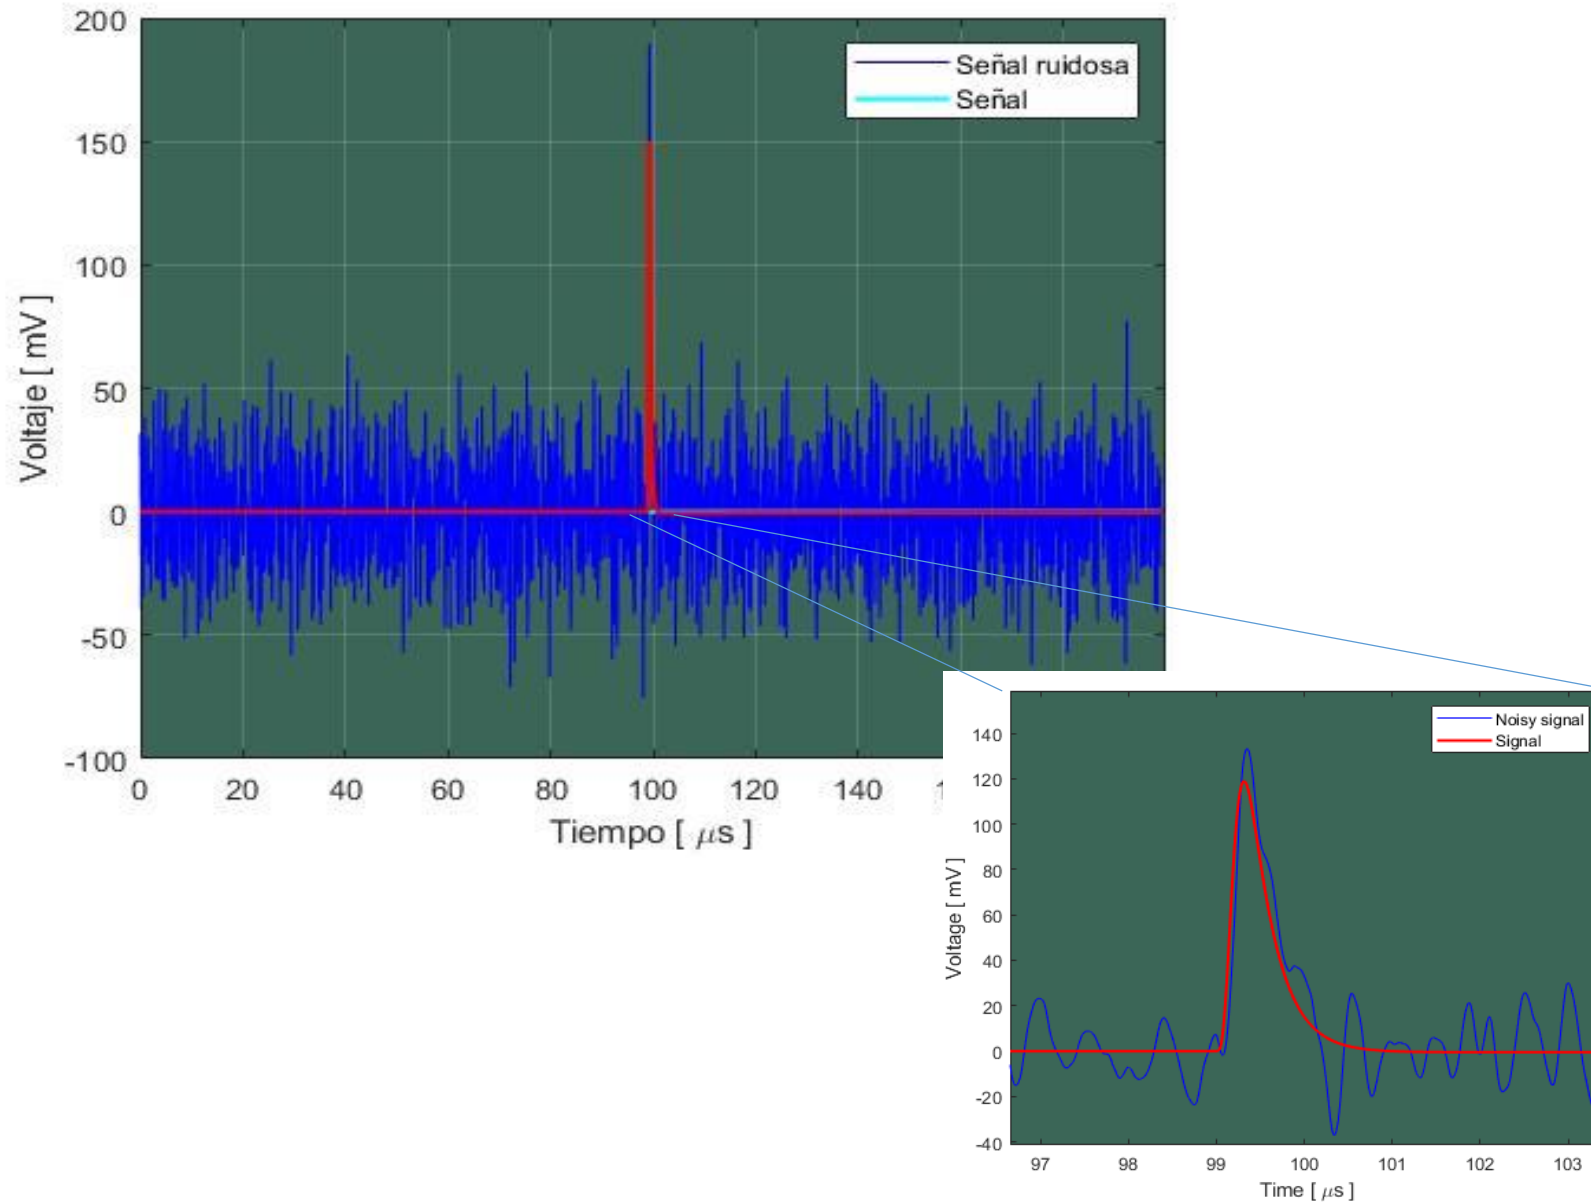 200
150
100
50
0
-50
-100
Voltaje [ mV ]
Señal ruidosa
Señal
0 20 40 60 80 100 120 140
Tiempo [ μs ]
Noisy signal
Signal
140
120
100
80
60
40
20
0
-20
-40
Voltage [ mV ]
97 98 99 100 101 102 103
Time [ μs ]